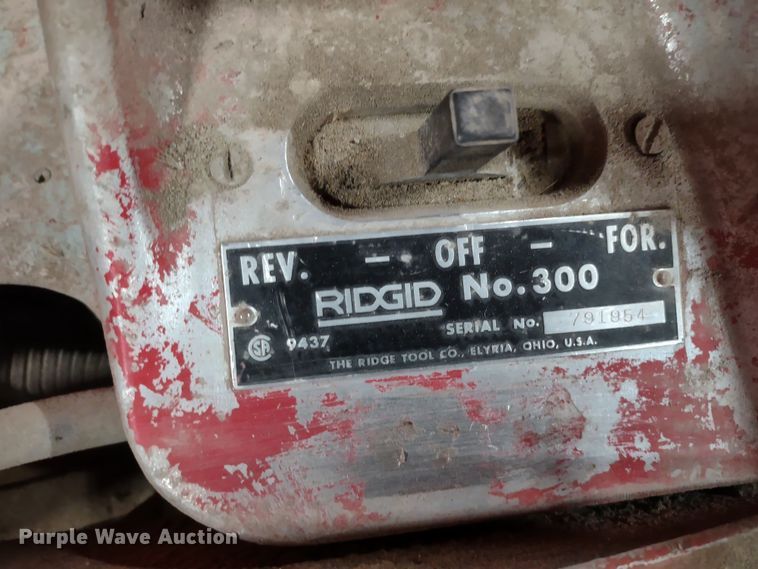 REV. - OFF - FOR.
RIDGID No. 300
SERIAL No. 791954
SA 9437
THE RIDGE TOOL CO., ELYRIA, OHIO, U.S.A.
Purple Wave Auction